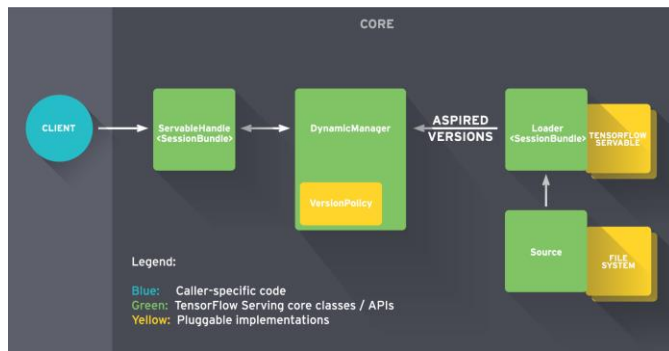 CORE
CLIENT
ServableHandle
<SessionBundle>
DynamicManager
VersionPolicy
ASPIRED
VERSIONS
Loader
<SessionBundle>
TENSORFLOW
SERVABLE
Source
FILE
SYSTEM
Legend:
Blue: Caller-specific code
Green: TensorFlow Serving core classes / APIs
Yellow: Pluggable implementations